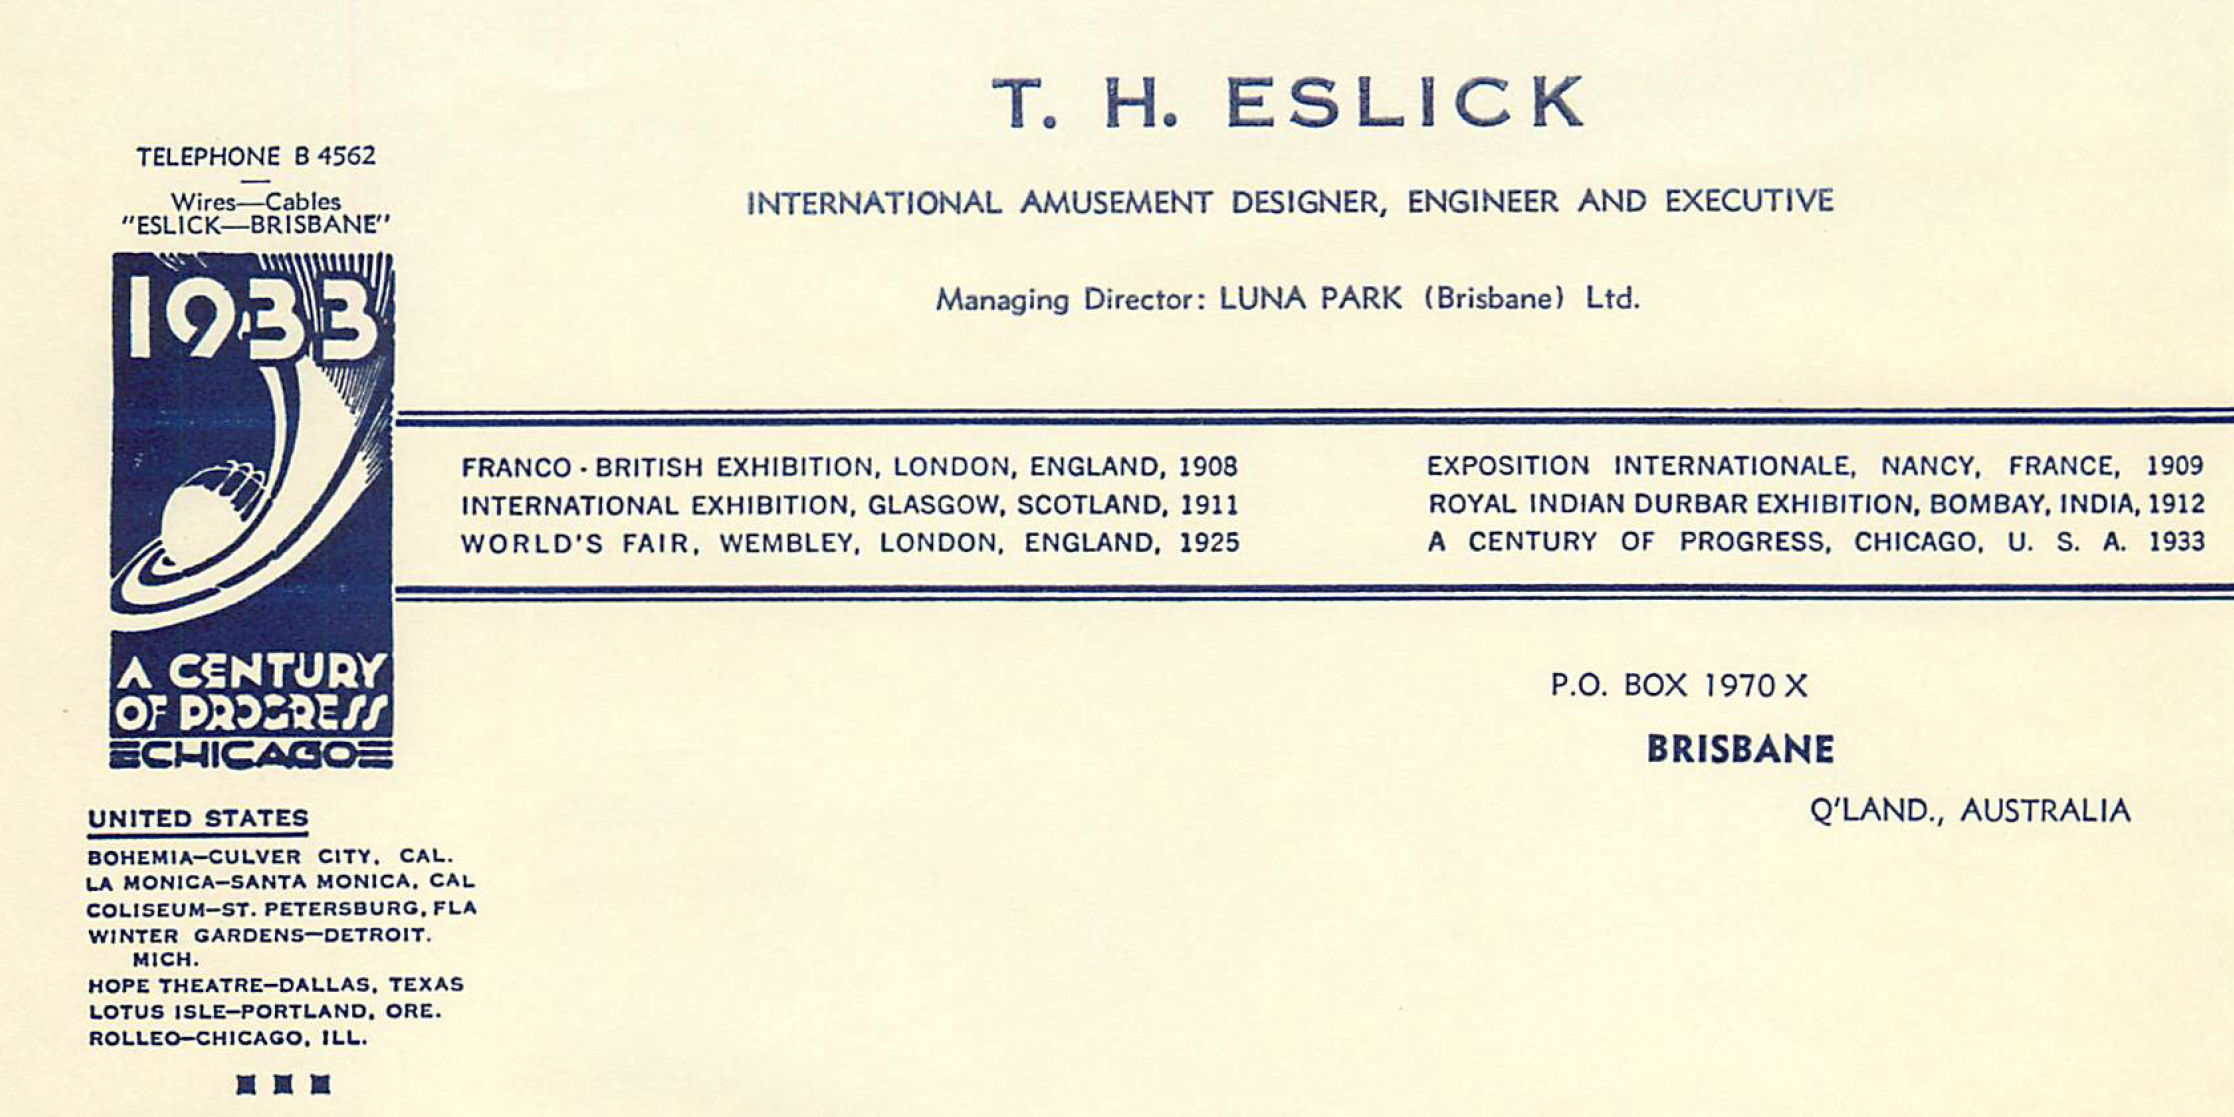 T. H. ESLICK
INTERNATIONAL AMUSEMENT DESIGNER, ENGINEER AND EXECUTIVE
Managing Director: LUNA PARK (Brisbane) Ltd.
TELEPHONE B 4562
Wires—Cables
"ESLICK—BRISBANE"
1933
A CENTURY
OF PROGRESS
CHICAGO
FRANCO-BRITISH EXHIBITION, LONDON, ENGLAND, 1908
INTERNATIONAL EXHIBITION, GLASGOW, SCOTLAND, 1911
WORLD'S FAIR, WEMBLEY, LONDON, ENGLAND, 1925
EXPOSITION INTERNATIONALE, NANCY, FRANCE, 1909
ROYAL INDIAN DURBAR EXHIBITION, BOMBAY, INDIA, 1912
A CENTURY OF PROGRESS, CHICAGO, U. S. A. 1933
P.O. BOX 1970 X
BRISBANE
Q'LAND., AUSTRALIA
UNITED STATES
BOHEMIA—CULVER CITY, CAL.
LA MONICA—SANTA MONICA, CAL
COLISEUM—ST. PETERSBURG, FLA
WINTER GARDENS—DETROIT.
MICH.
HOPE THEATRE—DALLAS, TEXAS
LOTUS ISLE—PORTLAND, ORE.
ROLLEO—CHICAGO, ILL.